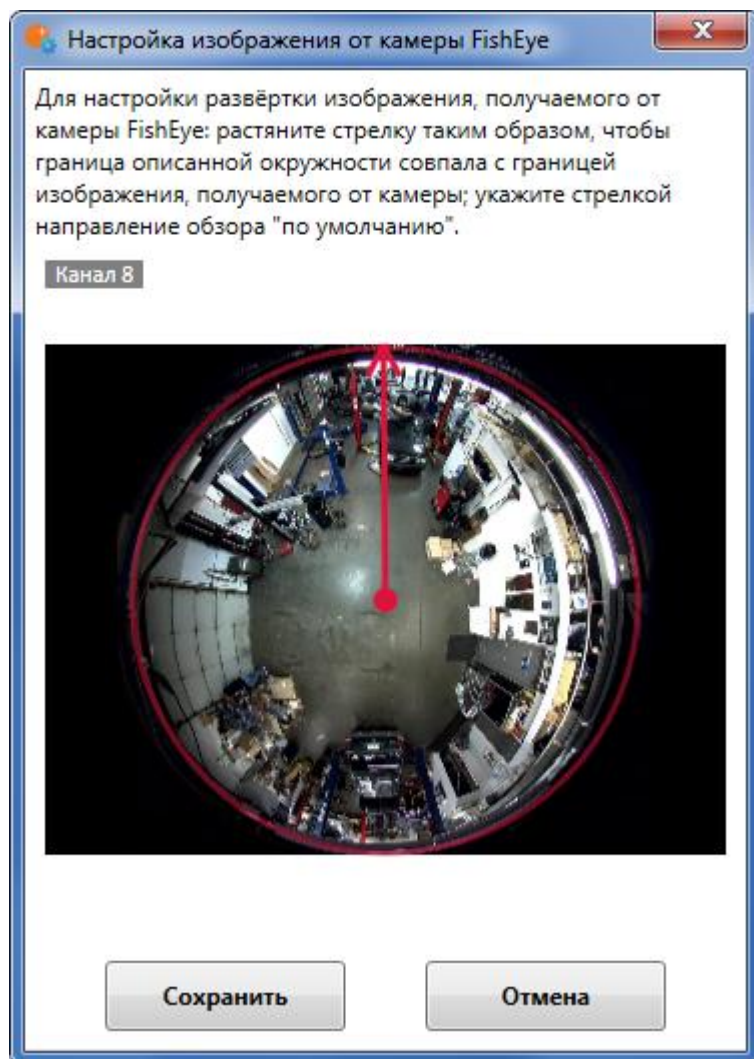 Настройка изображения от камеры FishEye
Для настройки развёртки изображения, получаемого от
камеры FishEye: растяните стрелку таким образом, чтобы
граница описанной окружности совпала с границей
изображения, получаемого от камеры; укажите стрелкой
направление обзора "по умолчанию".
Канал 8
Сохранить
Отмена